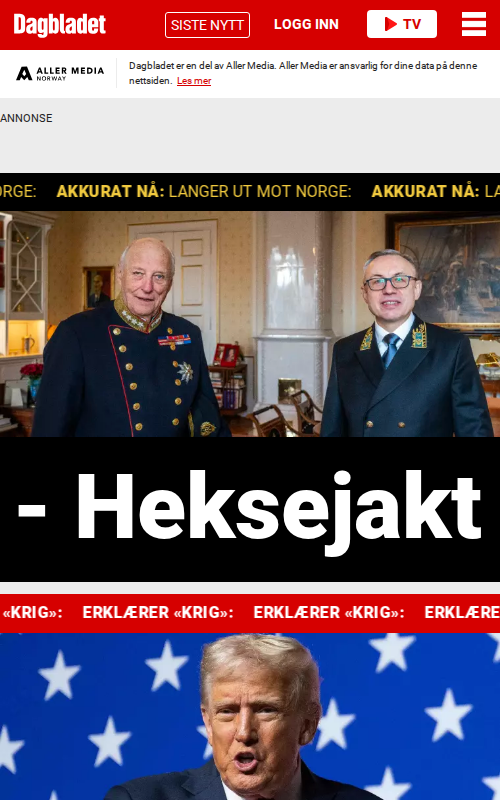 Dagbladet
SISTE NYTT
LOGG INN
TV
ALLER MEDIA
NORWAY
Dagbladet er en del av Aller Media. Aller Media er ansvarlig for dine data på denne
nettsiden. Les mer
ANNONSE
ORGE: AKKURAT NÅ: LANGER UT MOT NORGE: AKKURAT NÅ: LA
- Heksejakt
«KRIG»: ERKLÆRER «KRIG»: ERKLÆRER «KRIG»: ERKLÆRE